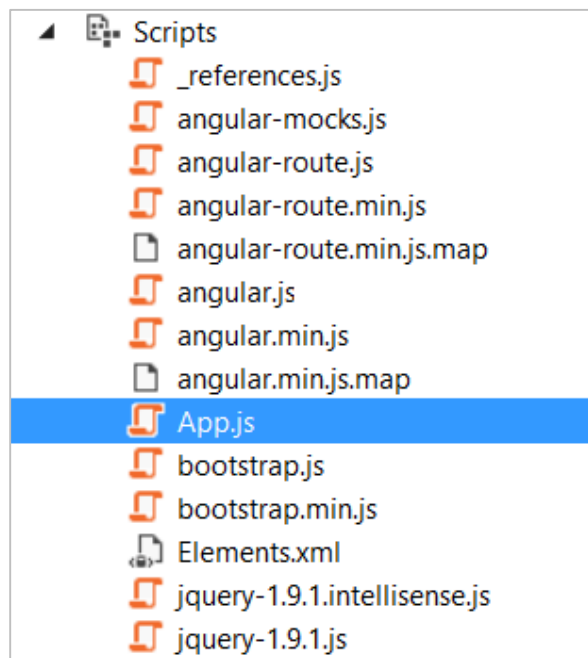 Scripts
_references.js
angular-mocks.js
angular-route.js
angular-route.min.js
angular-route.min.js.map
angular.js
angular.min.js
angular.min.js.map
App.js
bootstrap.js
bootstrap.min.js
Elements.xml
jquery-1.9.1.intellisense.js
jquery-1.9.1.js